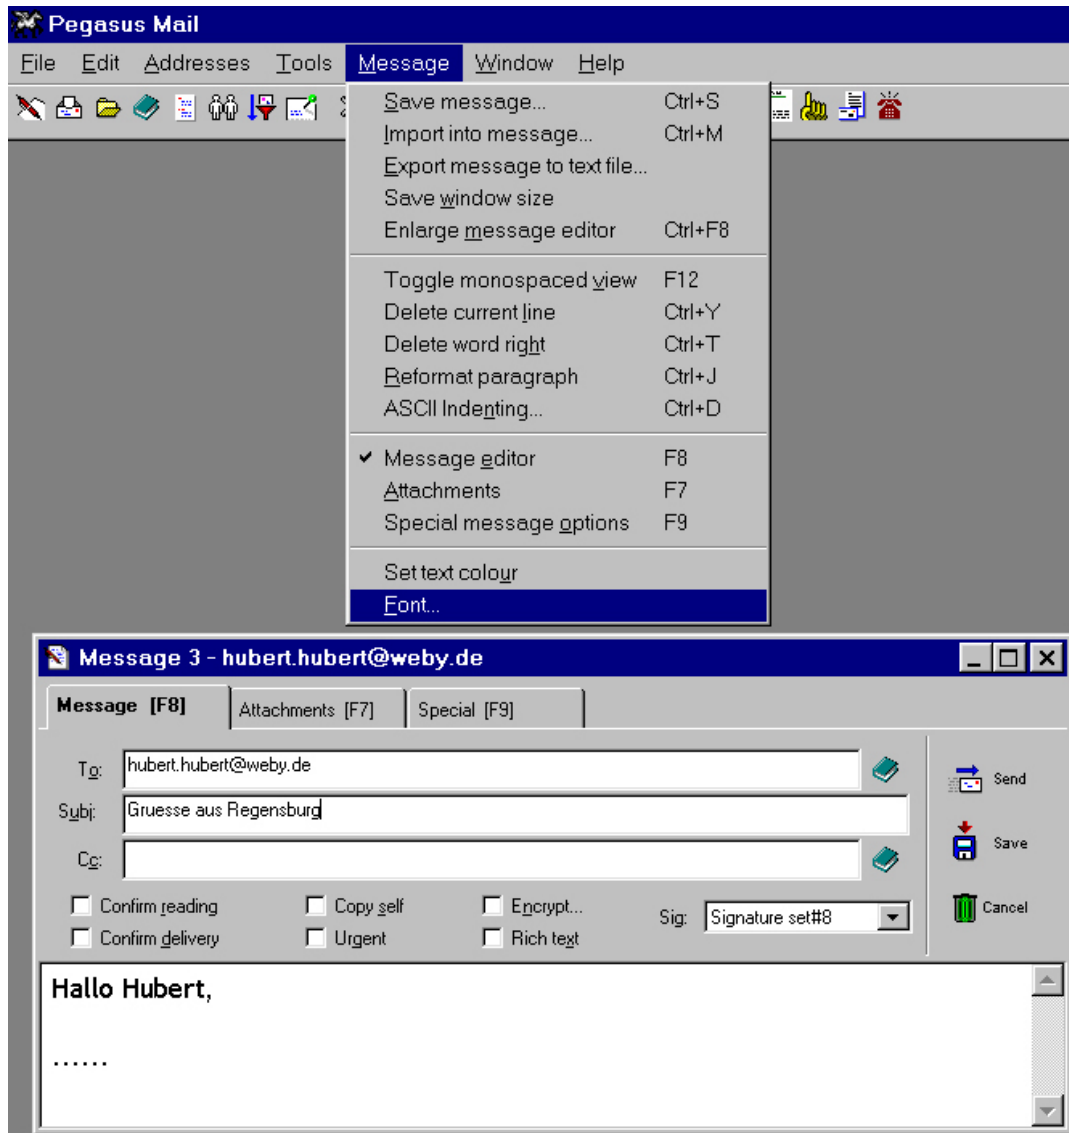 Pegasus Mail
File Edit Addresses Tools Message Window Help
Save message... Ctrl+S
Import into message... Ctrl+M
Export message to text file...
Save window size
Enlarge message editor Ctrl+F8
Toggle monospaced view F12
Delete current line Ctrl+Y
Delete word right Ctrl+T
Reformat paragraph Ctrl+J
ASCII Indenting... Ctrl+D
Message editor F8
Attachments F7
Special message options F9
Set text colour
Font...
Message 3 - hubert.hubert@weby.de
Message [F8] Attachments [F7] Special [F9]
To: hubert.hubert@weby.de Send
Subj: Gruesse aus Regensburg
Cc: Save
Confirm reading Copy self Encrypt... Sig: Signature set#8 Cancel
Confirm delivery Urgent Rich text
Hallo Hubert,
......